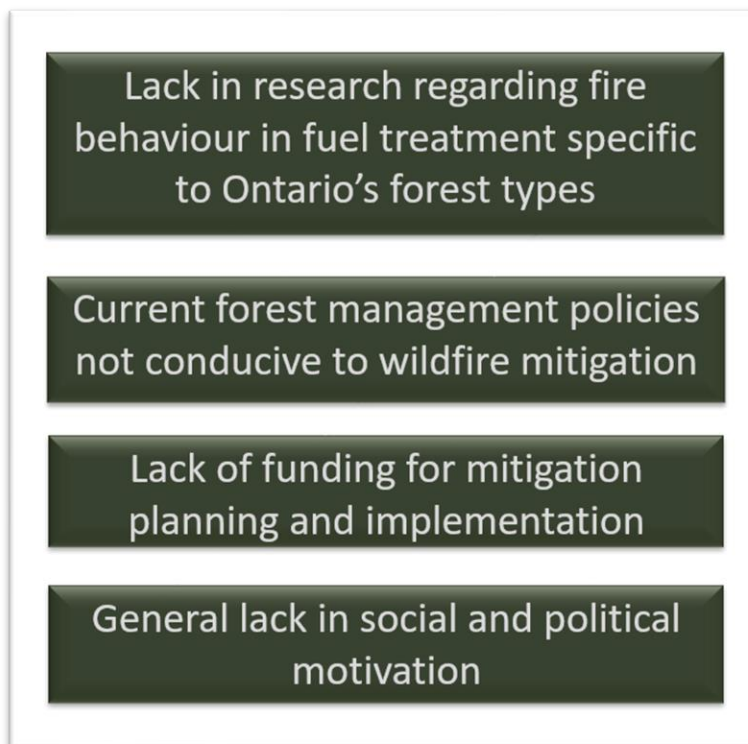 Lack in research regarding fire
behaviour in fuel treatment specific
to Ontario’s forest types
Current forest management policies
not conducive to wildfire mitigation
Lack of funding for mitigation
planning and implementation
General lack in social and political
motivation